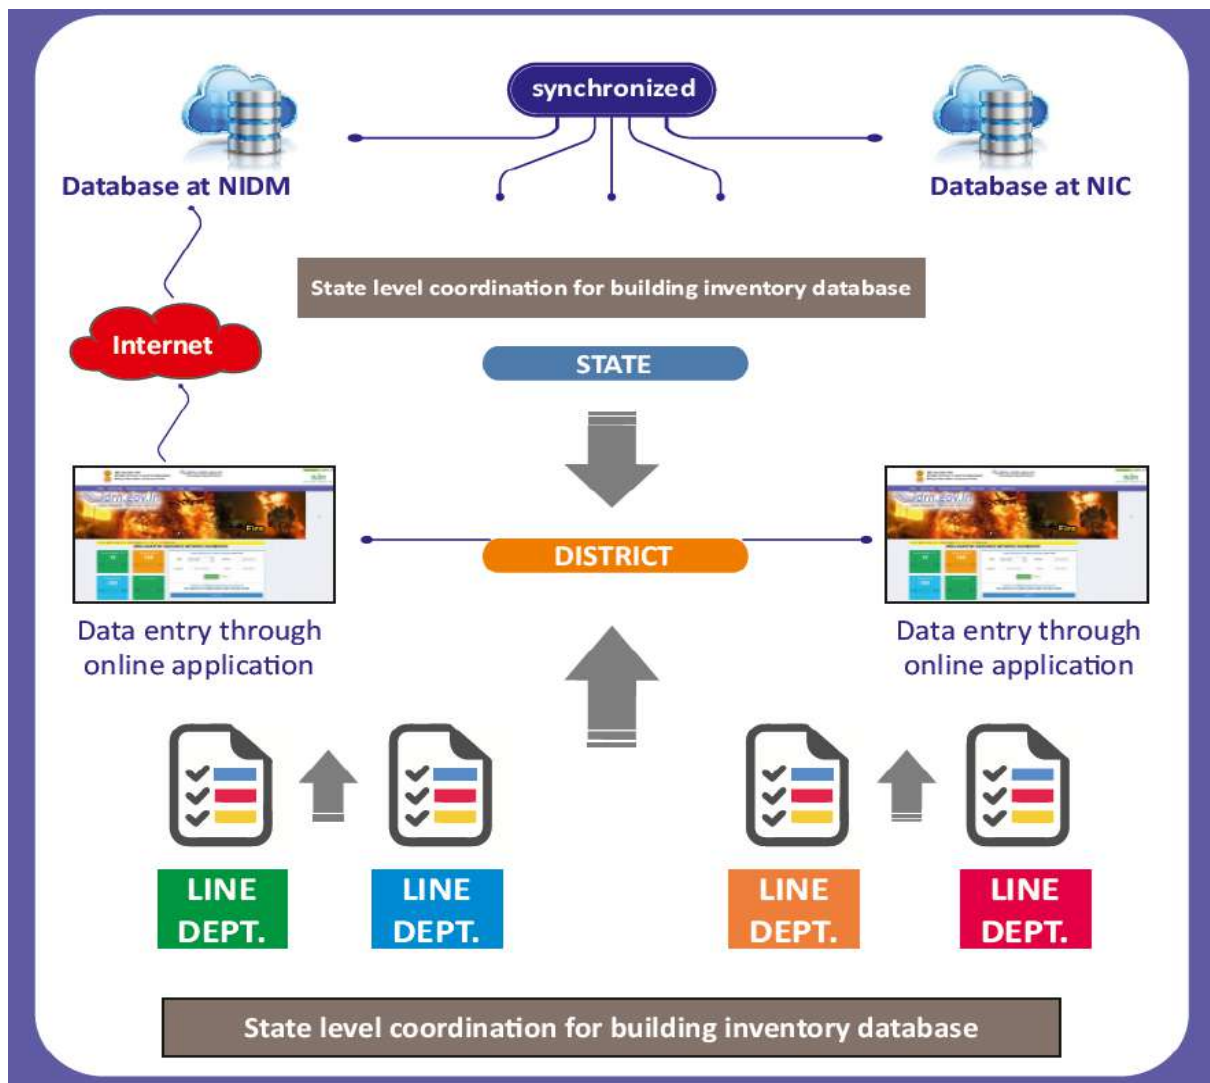 synchronized
Database at NIDM
Database at NIC
State level coordination for building inventory database
Internet
STATE
Fire
Fire
DISTRICT
Data entry through
online application
Data entry through
online application
LINE
DEPT.
LINE
DEPT.
LINE
DEPT.
LINE
DEPT.
State level coordination for building inventory database